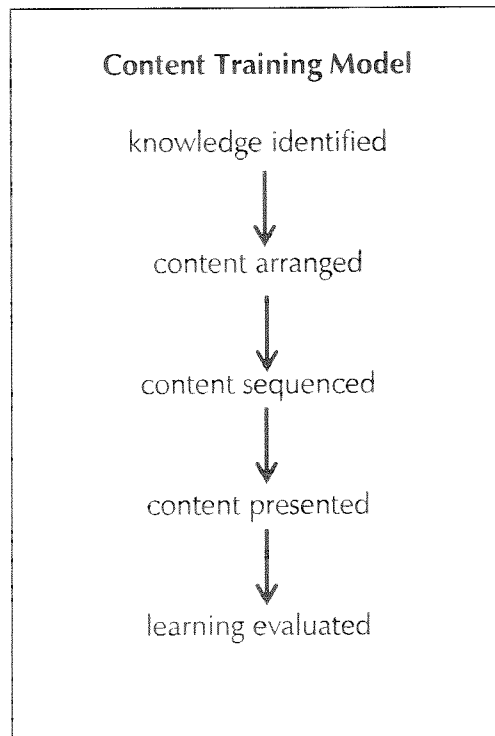 Content Training Model
knowledge identified
content arranged
content sequenced
content presented
learning evaluated